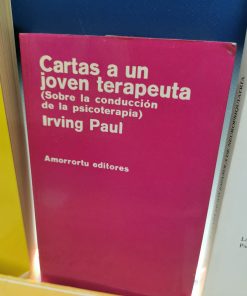 Cartas a un
joven terapeuta
(Sobre la conducción
de la psicoterapia)
Irving Paul
Amorrortu editores